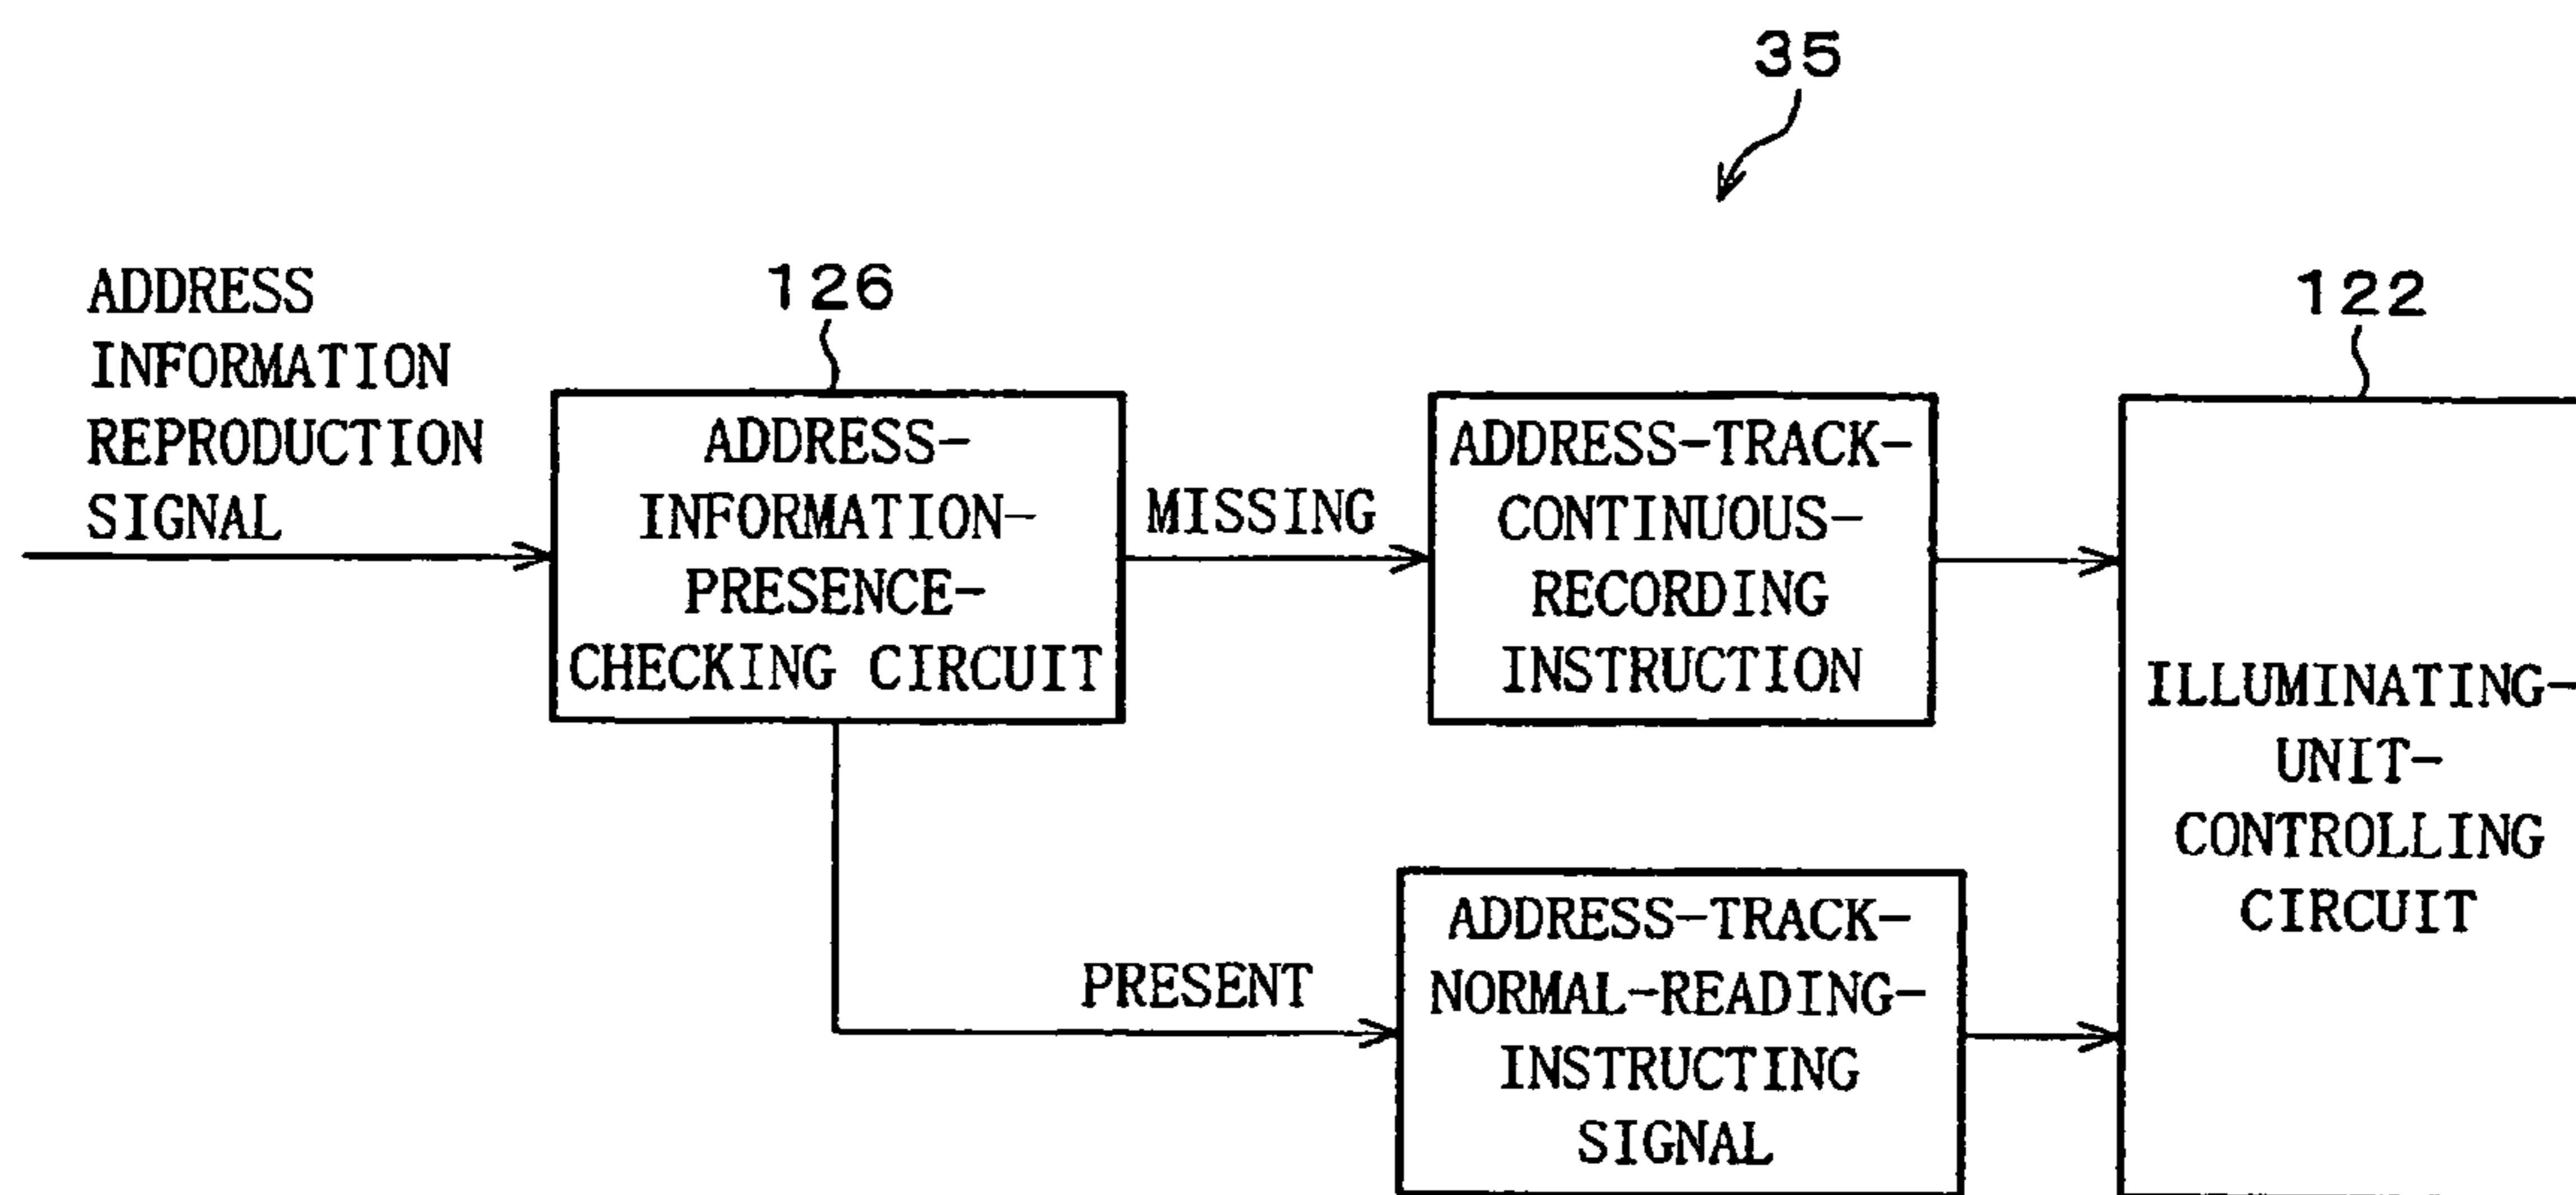 35
ADDRESS
INFORMATION
REPRODUCTION
SIGNAL
126
ADDRESS-
INFORMATION-
PRESENCE-
CHECKING CIRCUIT
MISSING
ADDRESS-TRACK-
CONTINUOUS-
RECORDING
INSTRUCTION
122
ILLUMINATING-
UNIT-
CONTROLLING
CIRCUIT
PRESENT
ADDRESS-TRACK-
NORMAL-READING-
INSTRUCTING
SIGNAL